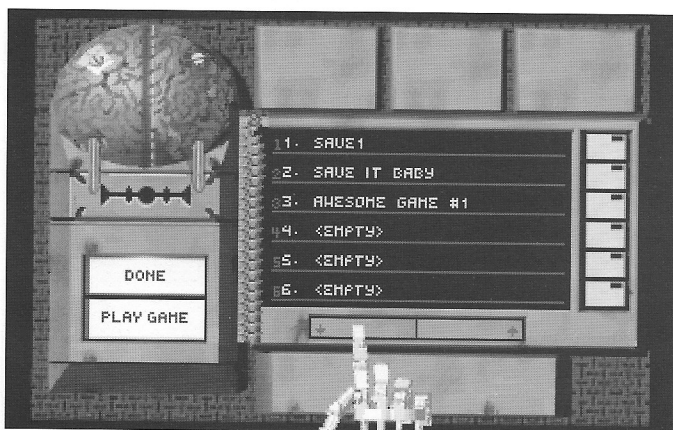 1. SAVE1
2. SAVE IT BABY
3. AWESOME GAME #1
4. <EMPTY>
5. <EMPTY>
6. <EMPTY>
DONE
PLAY GAME